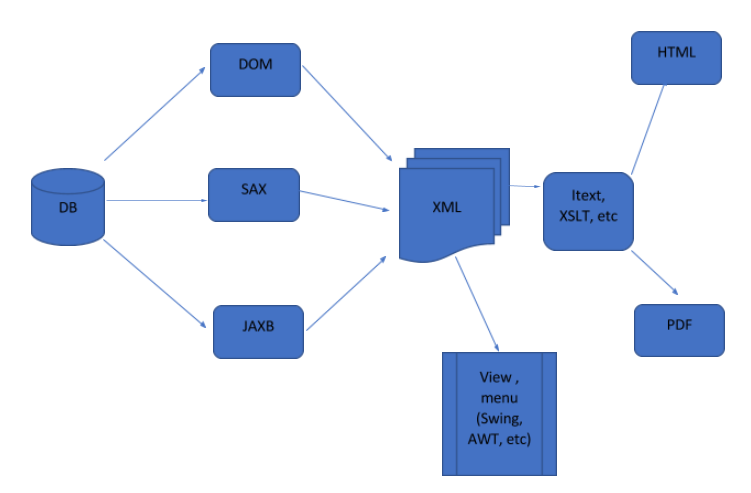 DOM
HTML
SAX
DB
XML
Itext,
XSLT, etc
JAXB
PDF
View ,
menu
(Swing,
AWT, etc)